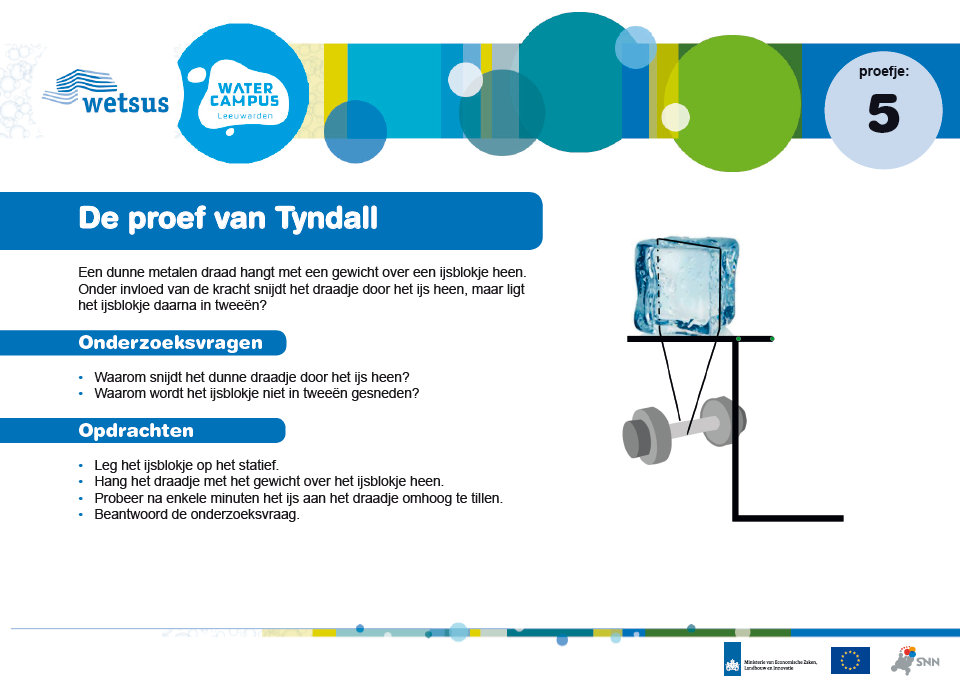 proefje:
5
wetsus
WATER
CAMPUS
Leeuwarden
De proef van Tyndall
Een dunne metalen draad hangt met een gewicht over een ijsblokje heen.
Onder invloed van de kracht snijdt het draadje door het ijs heen, maar ligt
het ijsblokje daarna in tweeën?
Onderzoeksvragen
• Waarom snijdt het dunne draadje door het ijs heen?
• Waarom wordt het ijsblokje niet in tweeën gesneden?
Opdrachten
• Leg het ijsblokje op het statief.
• Hang het draadje met het gewicht over het ijsblokje heen.
• Probeer na enkele minuten het ijs aan het draadje omhoog te tillen.
• Beantwoord de onderzoeksvraag.
Ministerie van Economische Zaken,
Landbouw en Innovatie
SNN